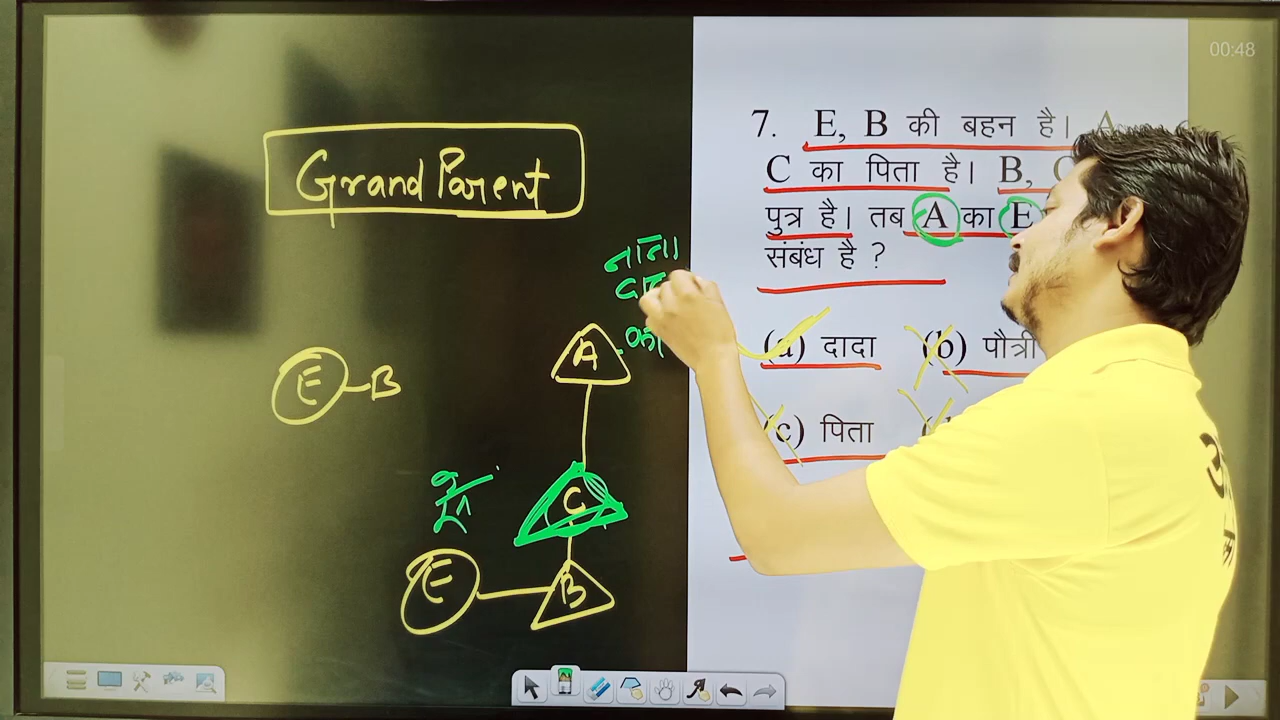 00:48
Grand Parent
7. E, B की बहन है। A
C का पिता है। B, C
पुत्र है। तब A का E
संबंध है ?
(a) दादा (b) पौत्री
(c) पिता
नाना
A
E B
C
E B